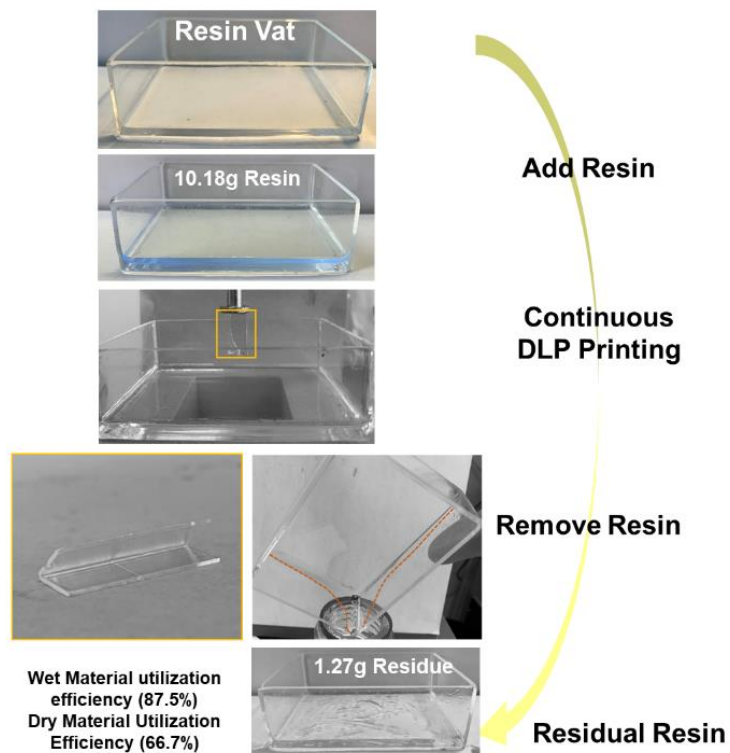 Resin Vat
10.18g Resin
Add Resin
Continuous
DLP Printing
Remove Resin
1.27g Residue
Wet Material utilization
efficiency (87.5%)
Dry Material Utilization
Efficiency (66.7%)
Residual Resin